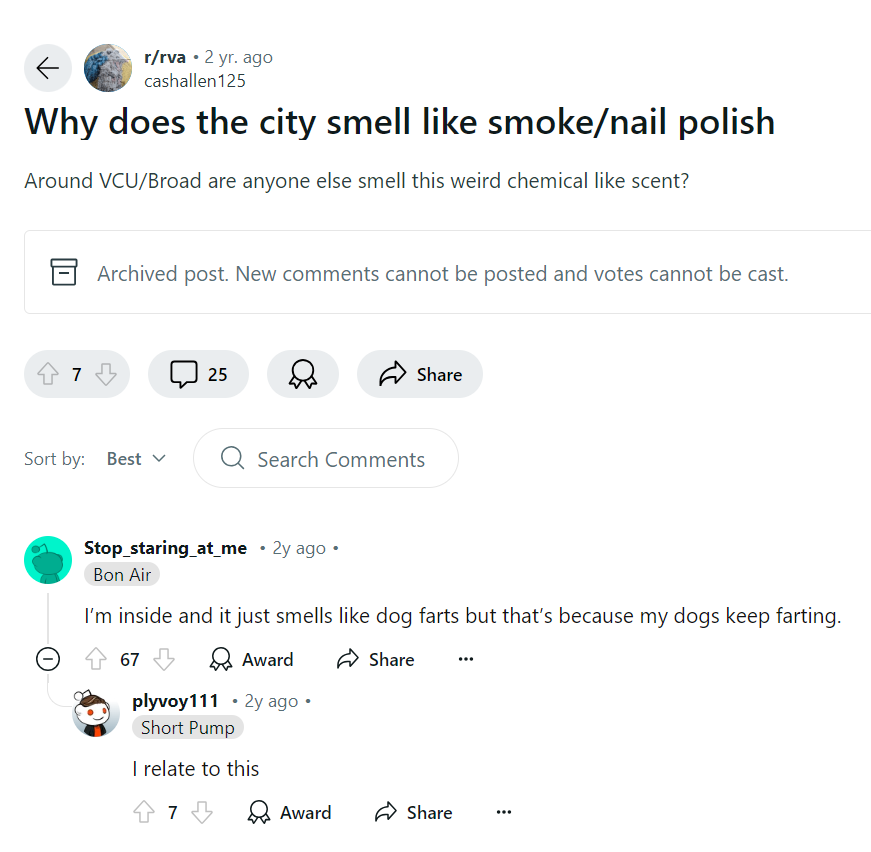 r/rva • 2 yr. ago
cashallen125
Why does the city smell like smoke/nail polish
Around VCU/Broad are anyone else smell this weird chemical like scent?
Archived post. New comments cannot be posted and votes cannot be cast.
7 25 Share
Sort by: Best Search Comments
Stop_staring_at_me • 2y ago •
Bon Air
I’m inside and it just smells like dog farts but that’s because my dogs keep farting.
67 Award Share ···
plyvoy111 • 2y ago •
Short Pump
I relate to this
7 Award Share ···